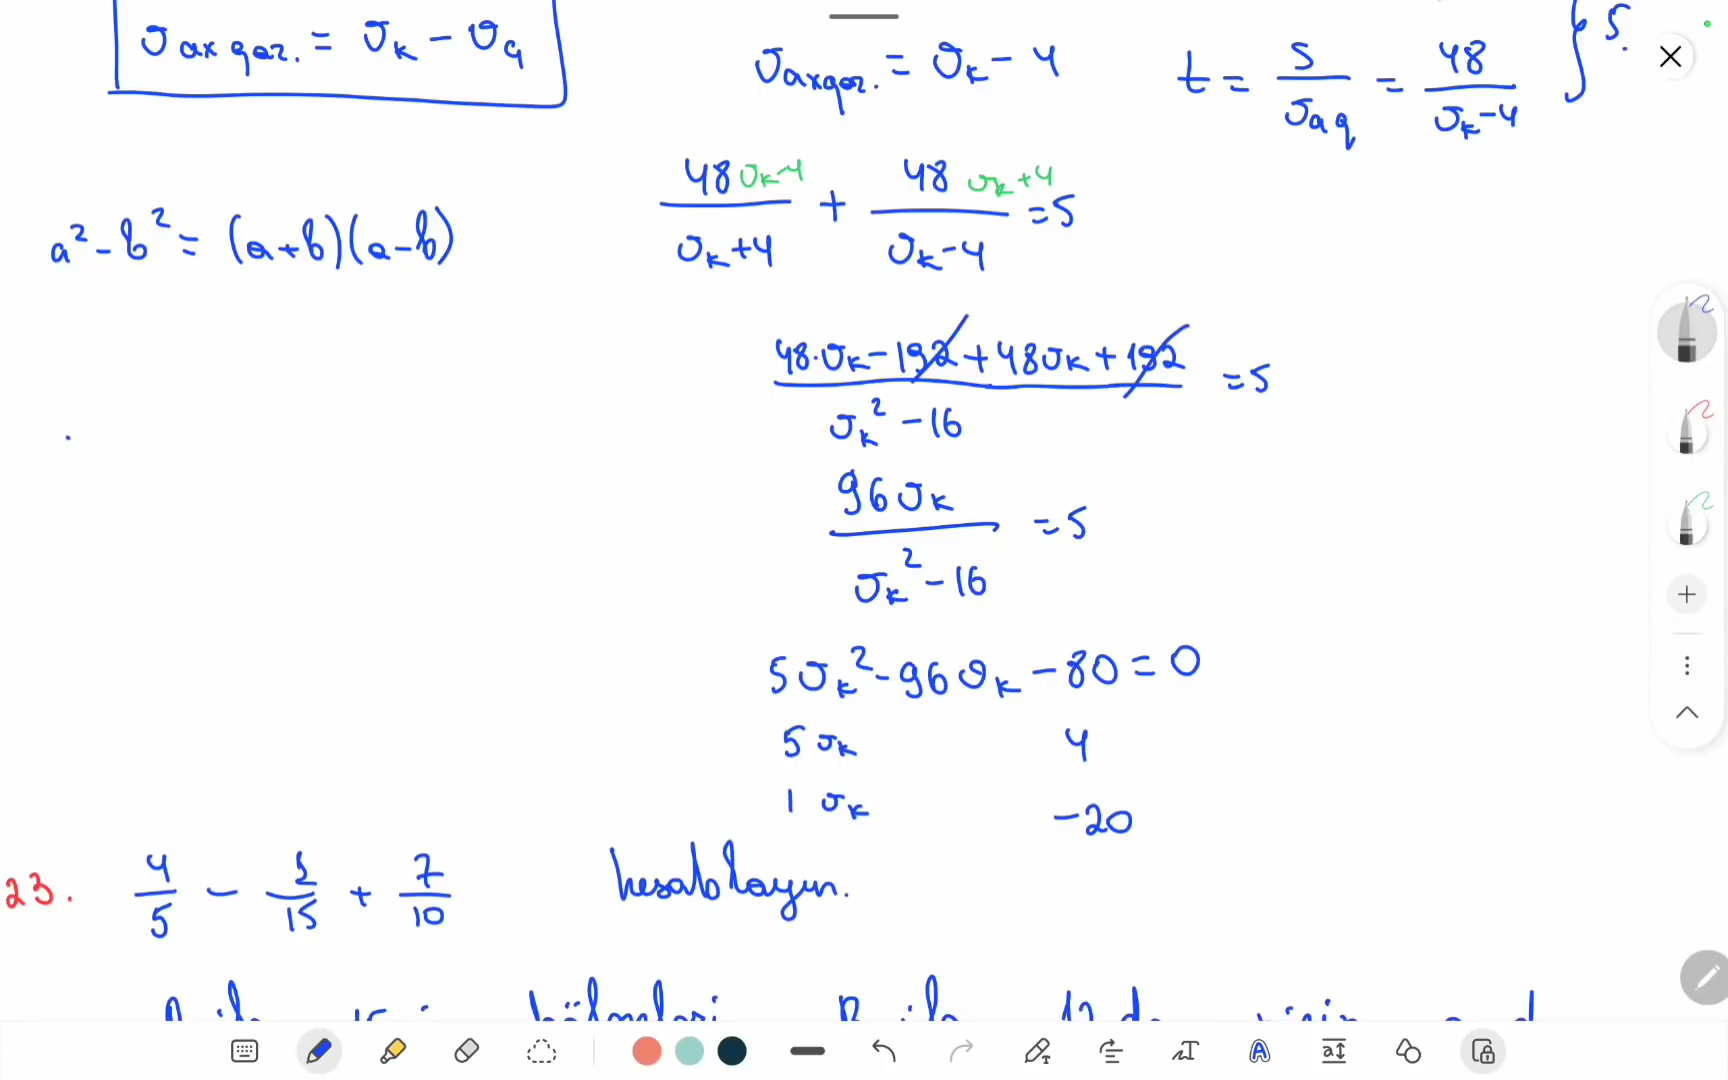 ϑax qar. = ϑk − ϑq
ϑaxqar. = ϑk − 4
t = S/ϑaq = 48/(ϑk−4) } 5.
a² − b² = (a+b)(a−b)
48/(ϑk+4) ϑk−4 + 48/(ϑk−4) ϑk+4 = 5
(48·ϑk − 192 + 48ϑk + 192)/(ϑk² − 16) = 5
96ϑk/(ϑk² − 16) = 5
5ϑk² − 96ϑk − 80 = 0
5ϑk 4
1ϑk −20
23. 4/5 − 1/15 + 7/10 hesablayın.